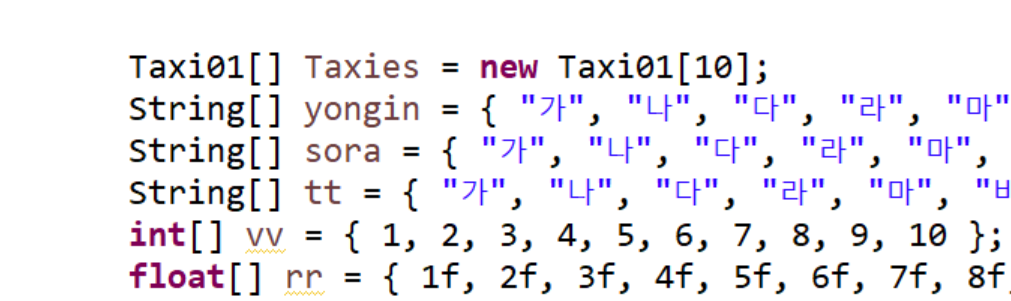 Taxi01[] Taxies = new Taxi01[10];
String[] yongin = { "가", "나", "다", "라", "마"
String[] sora = { "가", "나", "다", "라", "마",
String[] tt = { "가", "나", "다", "라", "마",
int[] vv = { 1, 2, 3, 4, 5, 6, 7, 8, 9, 10 };
float[] rr = { 1f, 2f, 3f, 4f, 5f, 6f, 7f, 8f,